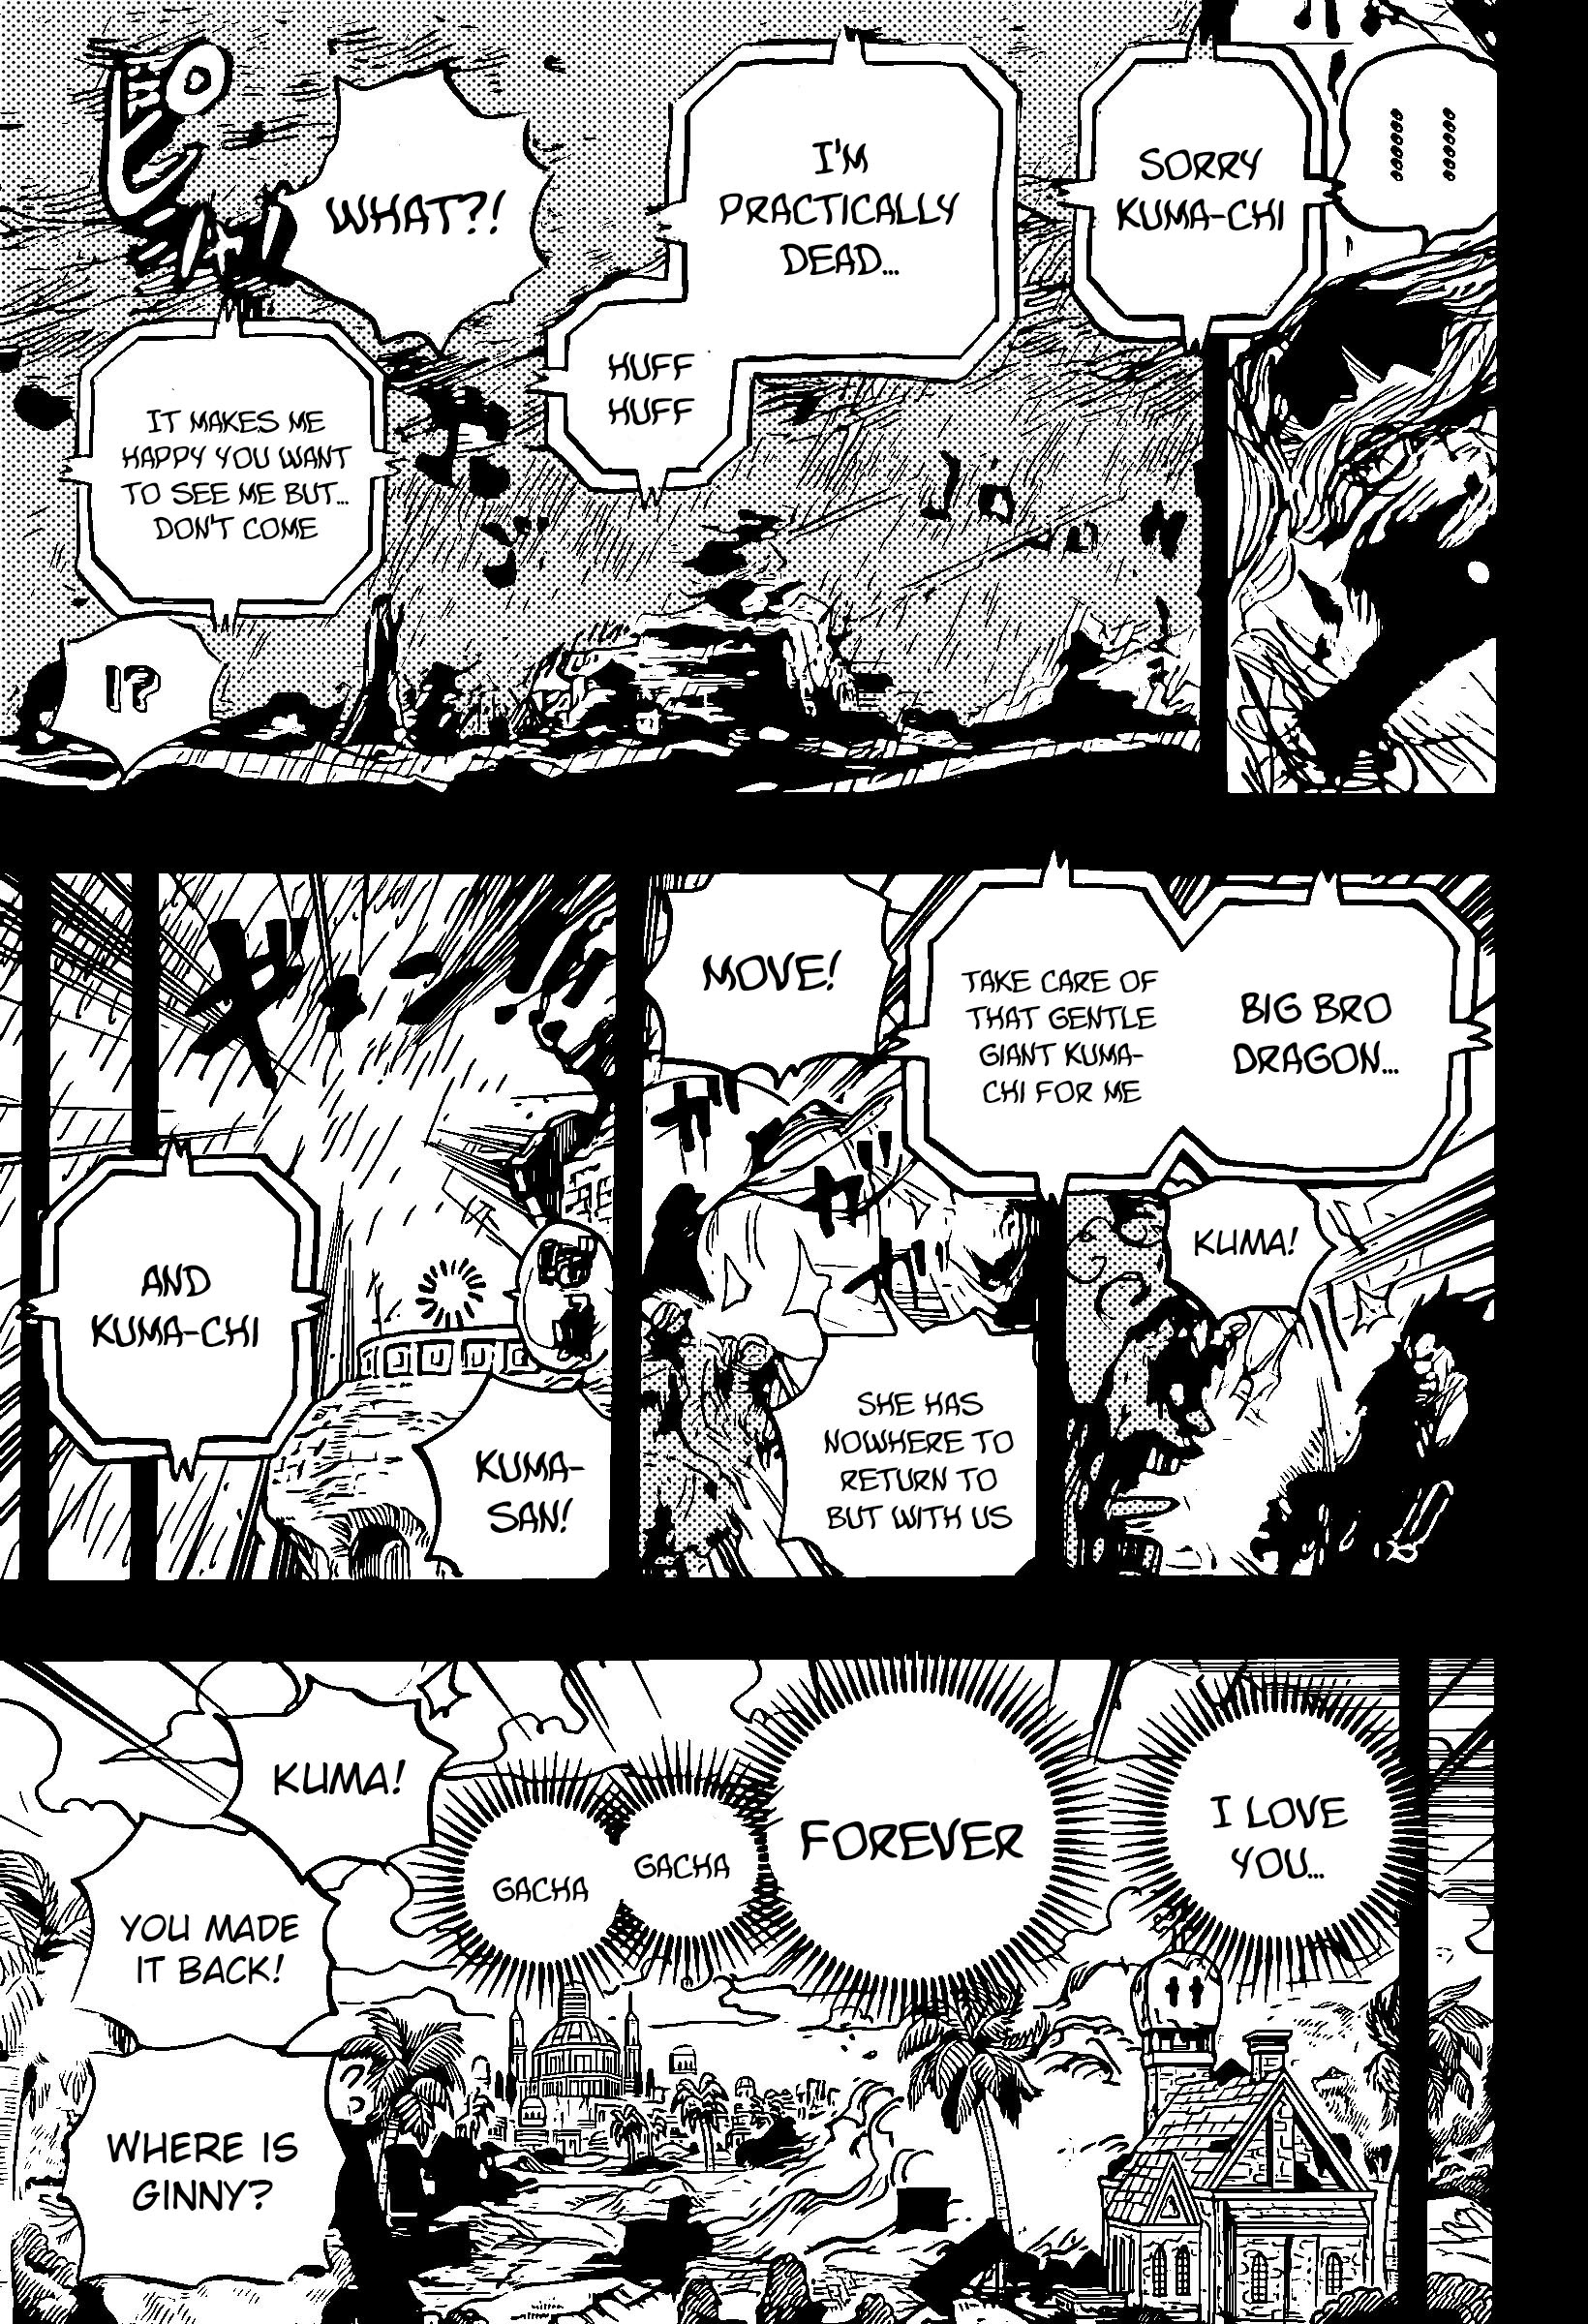 SORRY
KUMA-CHI
I'M
PRACTICALLY
DEAD...
HUFF
HUFF
WHAT?!
IT MAKES ME
HAPPY YOU WANT
TO SEE ME BUT...
DON'T COME
!?
BIG BRO
DRAGON...
TAKE CARE OF
THAT GENTLE
GIANT KUMA-
CHI FOR ME
KUMA!
MOVE!
ガ
ガ
ガ
SHE HAS
NOWHERE TO
RETURN TO
BUT WITH US
KUMA-
SAN!
AND
KUMA-CHI
I LOVE
YOU...
FOREVER
GACHA
GACHA
KUMA!
YOU MADE
IT BACK!
WHERE IS
GINNY?